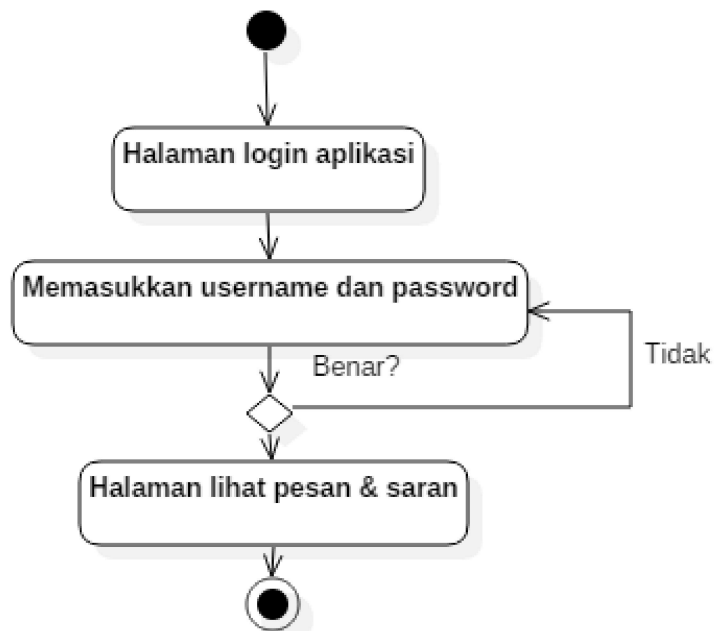 Halaman login aplikasi
Memasukkan username dan password
Benar?
Tidak
Halaman lihat pesan & saran